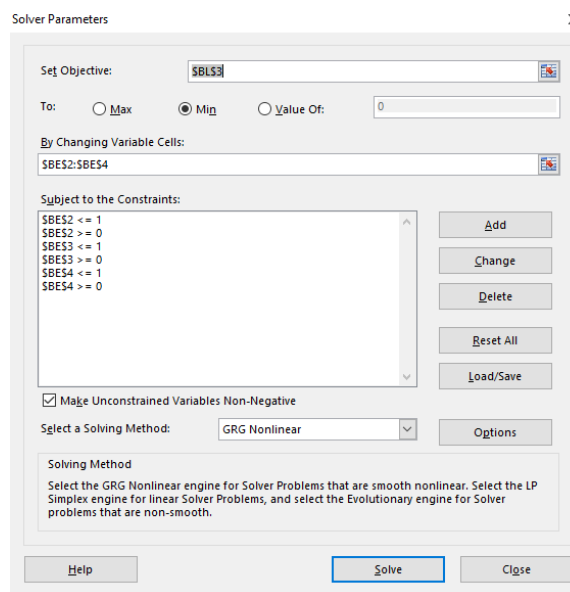 Solver Parameters
Set Objective: $BL$3
To: Max Min Value Of: 0
By Changing Variable Cells:
$BE$2:$BE$4
Subject to the Constraints:
$BE$2 <= 1
$BE$2 >= 0
$BE$3 <= 1
$BE$3 >= 0
$BE$4 <= 1
$BE$4 >= 0
Add
Change
Delete
Reset All
Load/Save
Make Unconstrained Variables Non-Negative
Select a Solving Method: GRG Nonlinear Options
Solving Method
Select the GRG Nonlinear engine for Solver Problems that are smooth nonlinear. Select the LP
Simplex engine for linear Solver Problems, and select the Evolutionary engine for Solver
problems that are non-smooth.
Help Solve Close